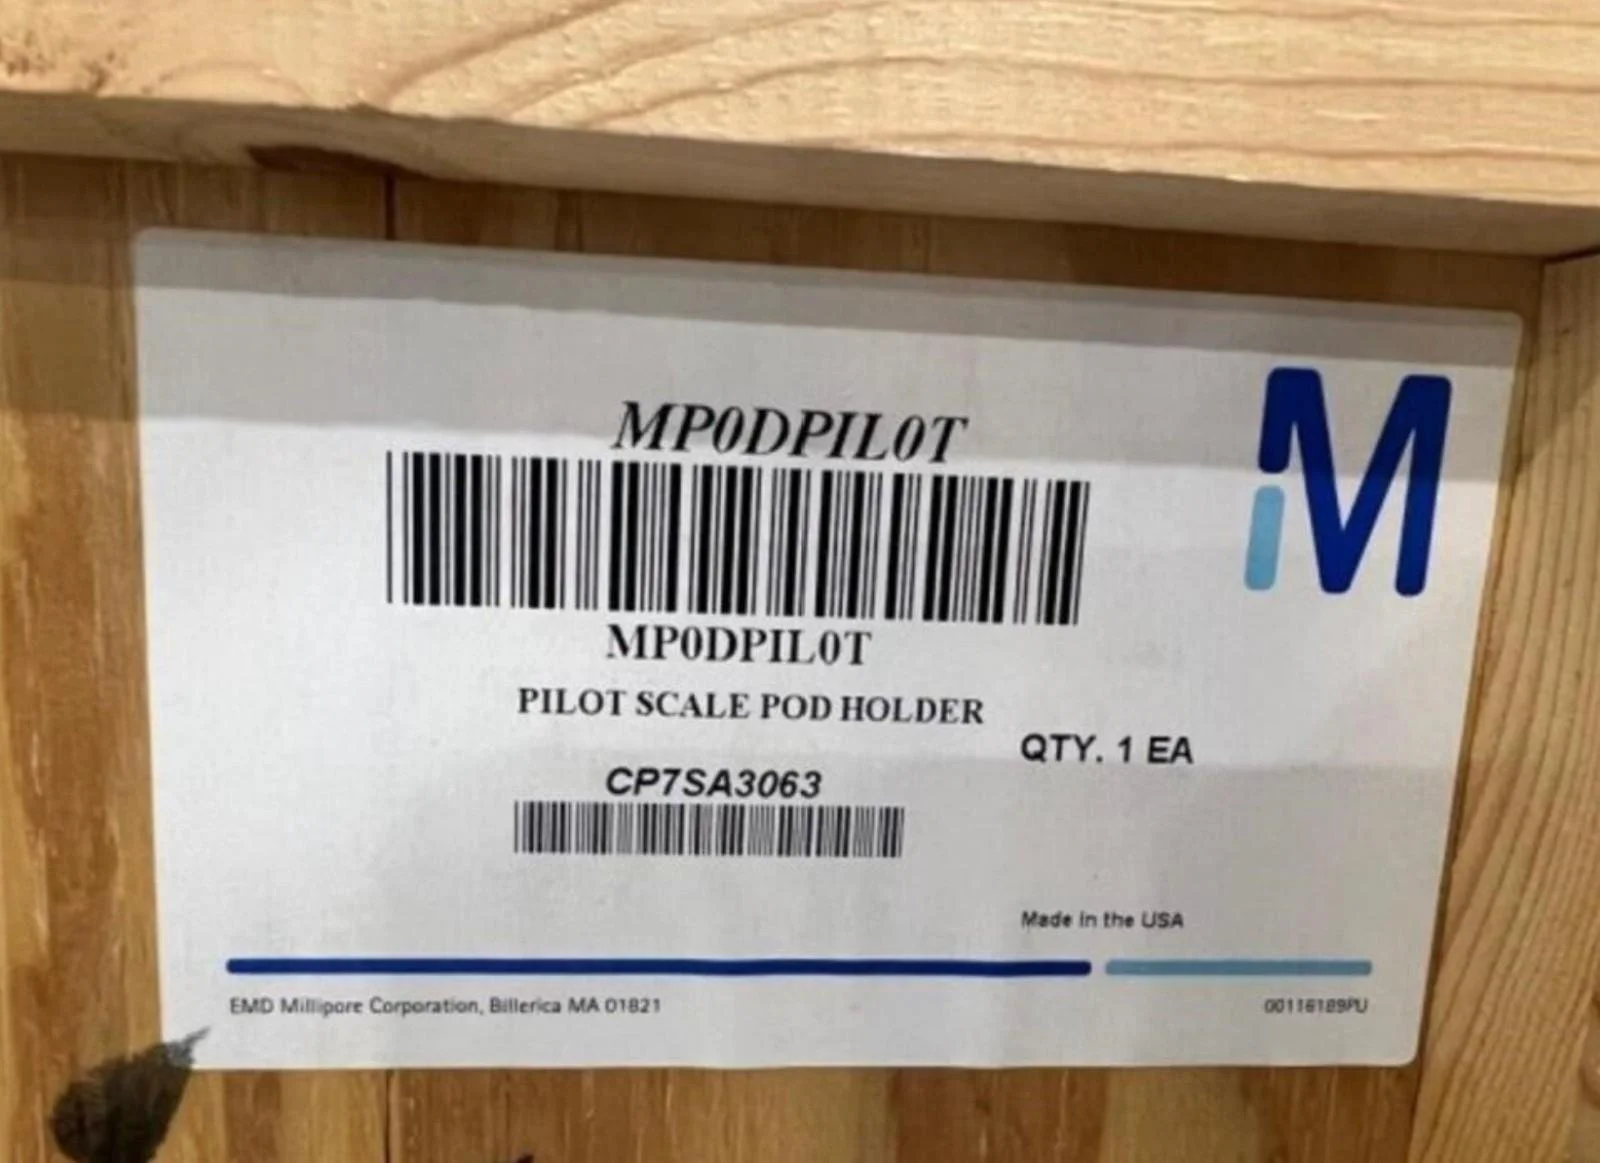 MP0DPIL0T
MP0DPIL0T
PILOT SCALE POD HOLDER
QTY. 1 EA
CP7SA3063
Made in the USA
EMD Millipore Corporation, Billerica MA 01821
00116189PU
M